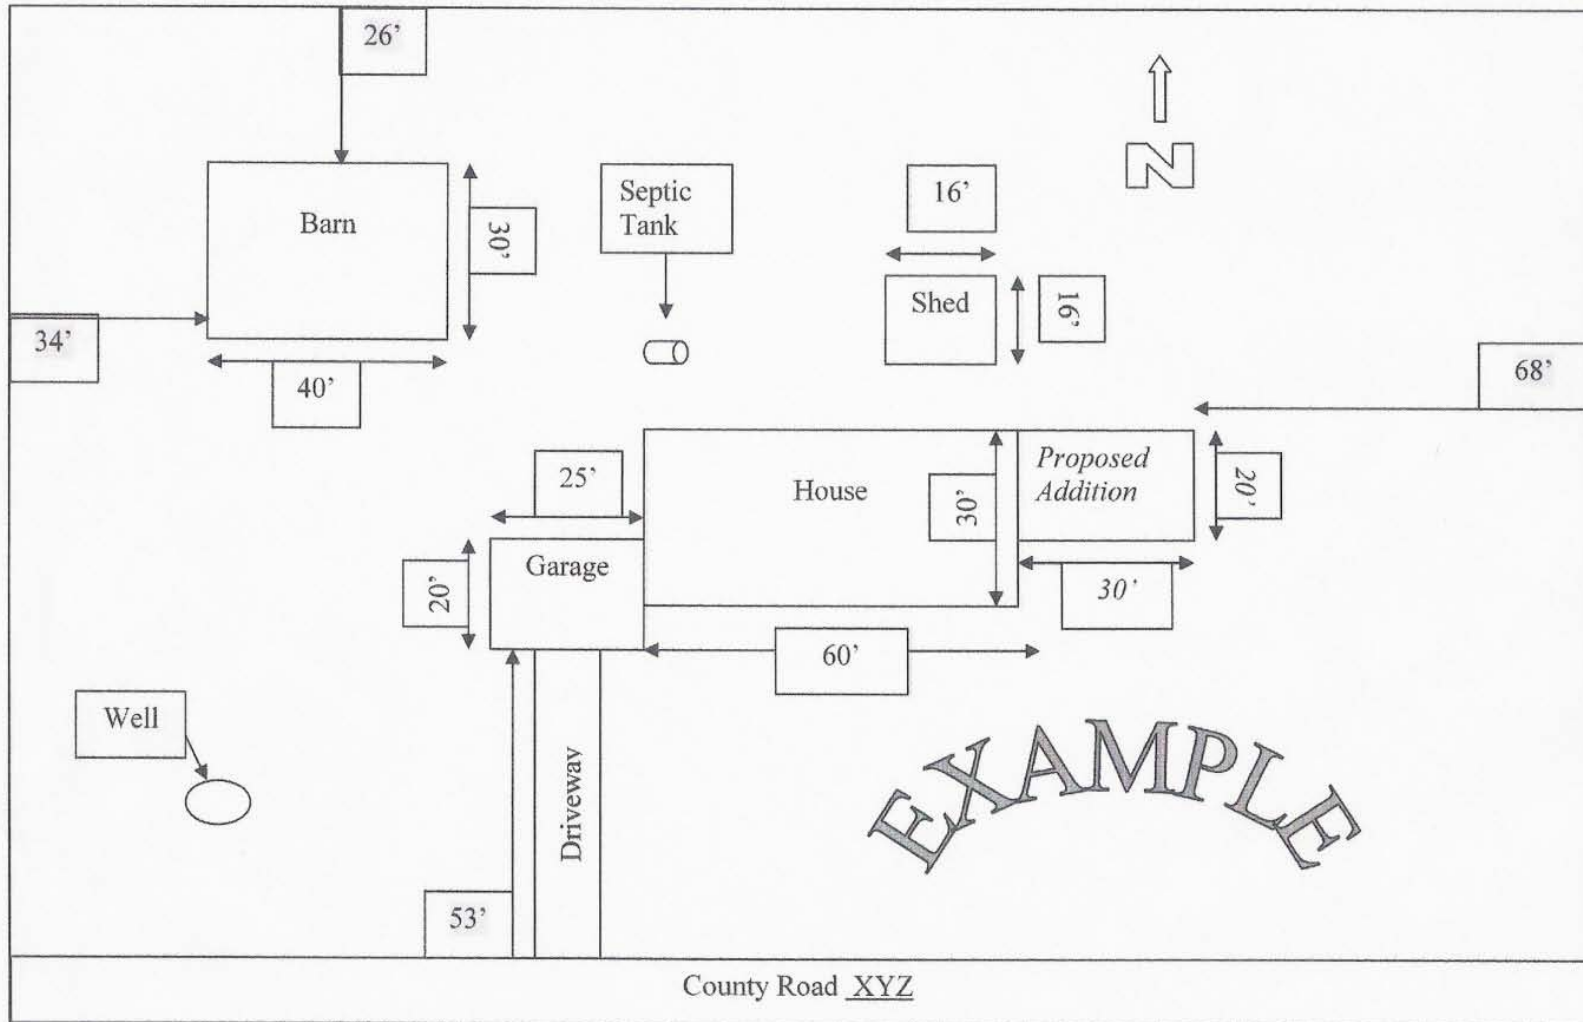 26'
N
Barn
30'
Septic
Tank
16'
Shed
16'
34'
40'
68'
25'
House
30'
Proposed
Addition
20'
Garage
20'
30'
60'
Well
EXAMPLE
Driveway
53'
County Road XYZ